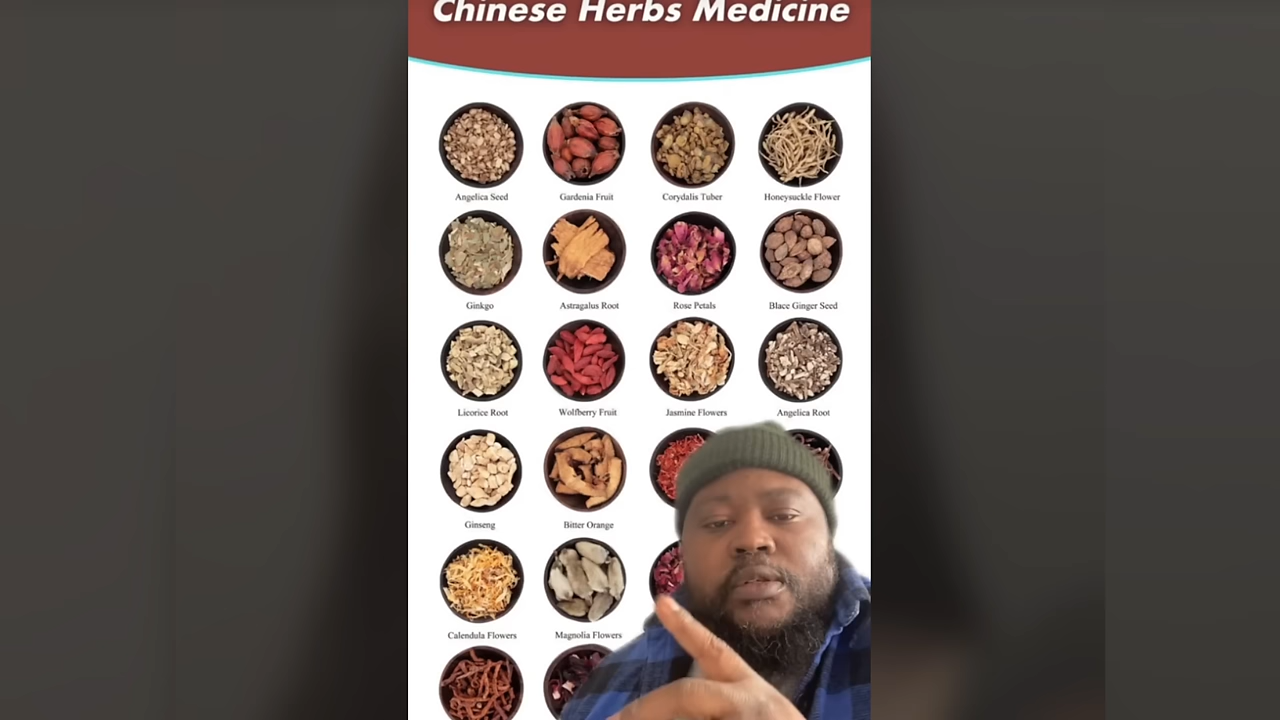 Chinese Herbs Medicine
Angelica Seed
Gardenia Fruit
Corydalis Tuber
Honeysuckle Flower
Ginkgo
Astragalus Root
Rose Petals
Blace Ginger Seed
Licorice Root
Wolfberry Fruit
Jasmine Flowers
Angelica Root
Ginseng
Bitter Orange
Calendula Flowers
Magnolia Flowers